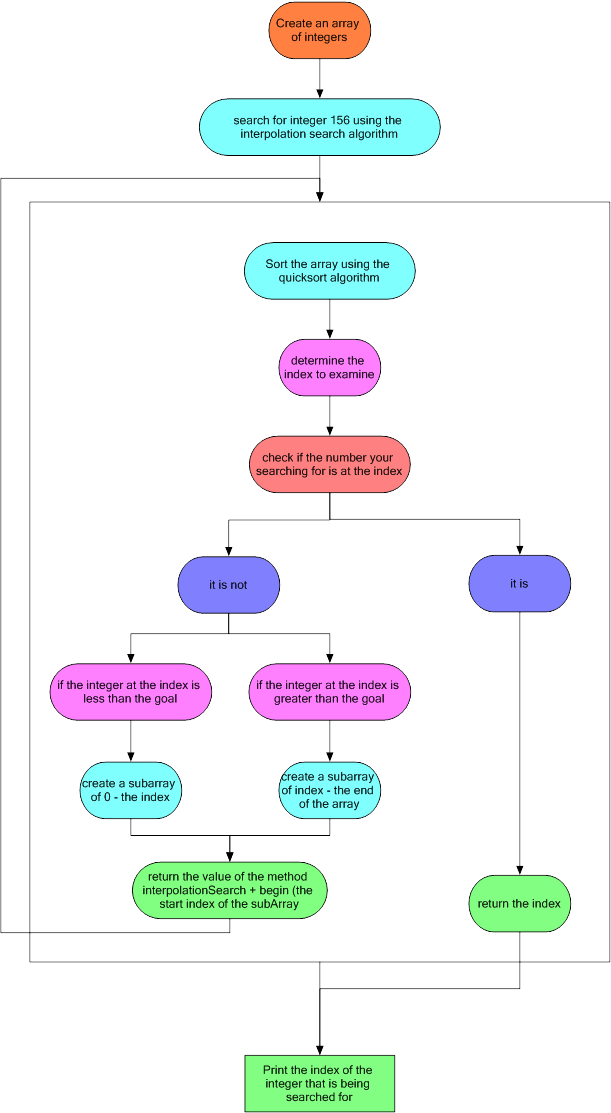 Create an array
of integers
search for integer 156 using the
interpolation search algorithm
Sort the array using the
quicksort algorithm
determine the
index to examine
check if the number your
searching for is at the index
it is not
it is
if the integer at the index is
less than the goal
if the integer at the index is
greater than the goal
create a subarray
of 0 - the index
create a subarray
of index - the end
of the array
return the value of the method
interpolationSearch + begin (the
start index of the subArray
return the index
Print the index of the
integer that is being
searched for